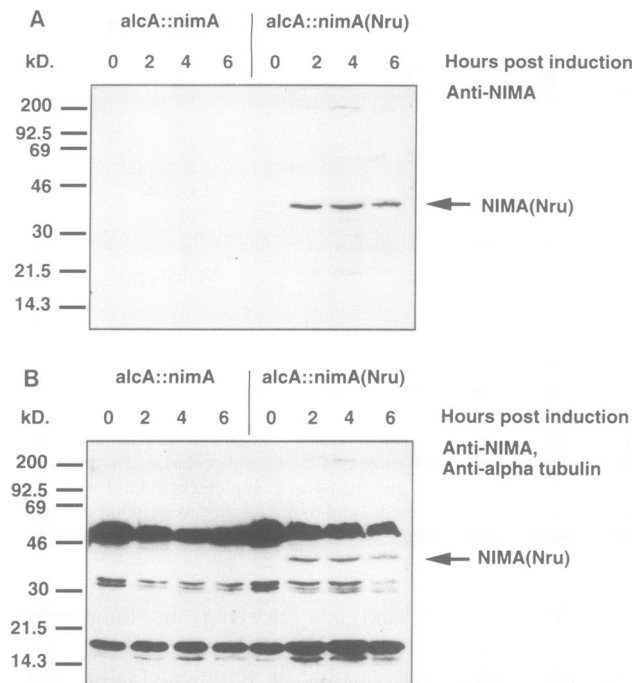 A
alcA::nimA alcA::nimA(Nru)
kD. 0 2 4 6 0 2 4 6 Hours post induction
Anti-NIMA
200
92.5
69
46
NIMA(Nru)
30
21.5
14.3
B
alcA::nimA alcA::nimA(Nru)
kD. 0 2 4 6 0 2 4 6 Hours post induction
Anti-NIMA,
Anti-alpha tubulin
200
92.5
69
46
NIMA(Nru)
30
21.5
14.3